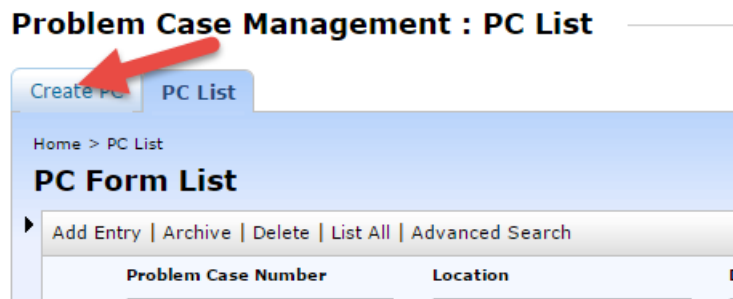 Problem Case Management : PC List
Create PC PC List
Home > PC List
PC Form List
Add Entry | Archive | Delete | List All | Advanced Search
Problem Case Number Location